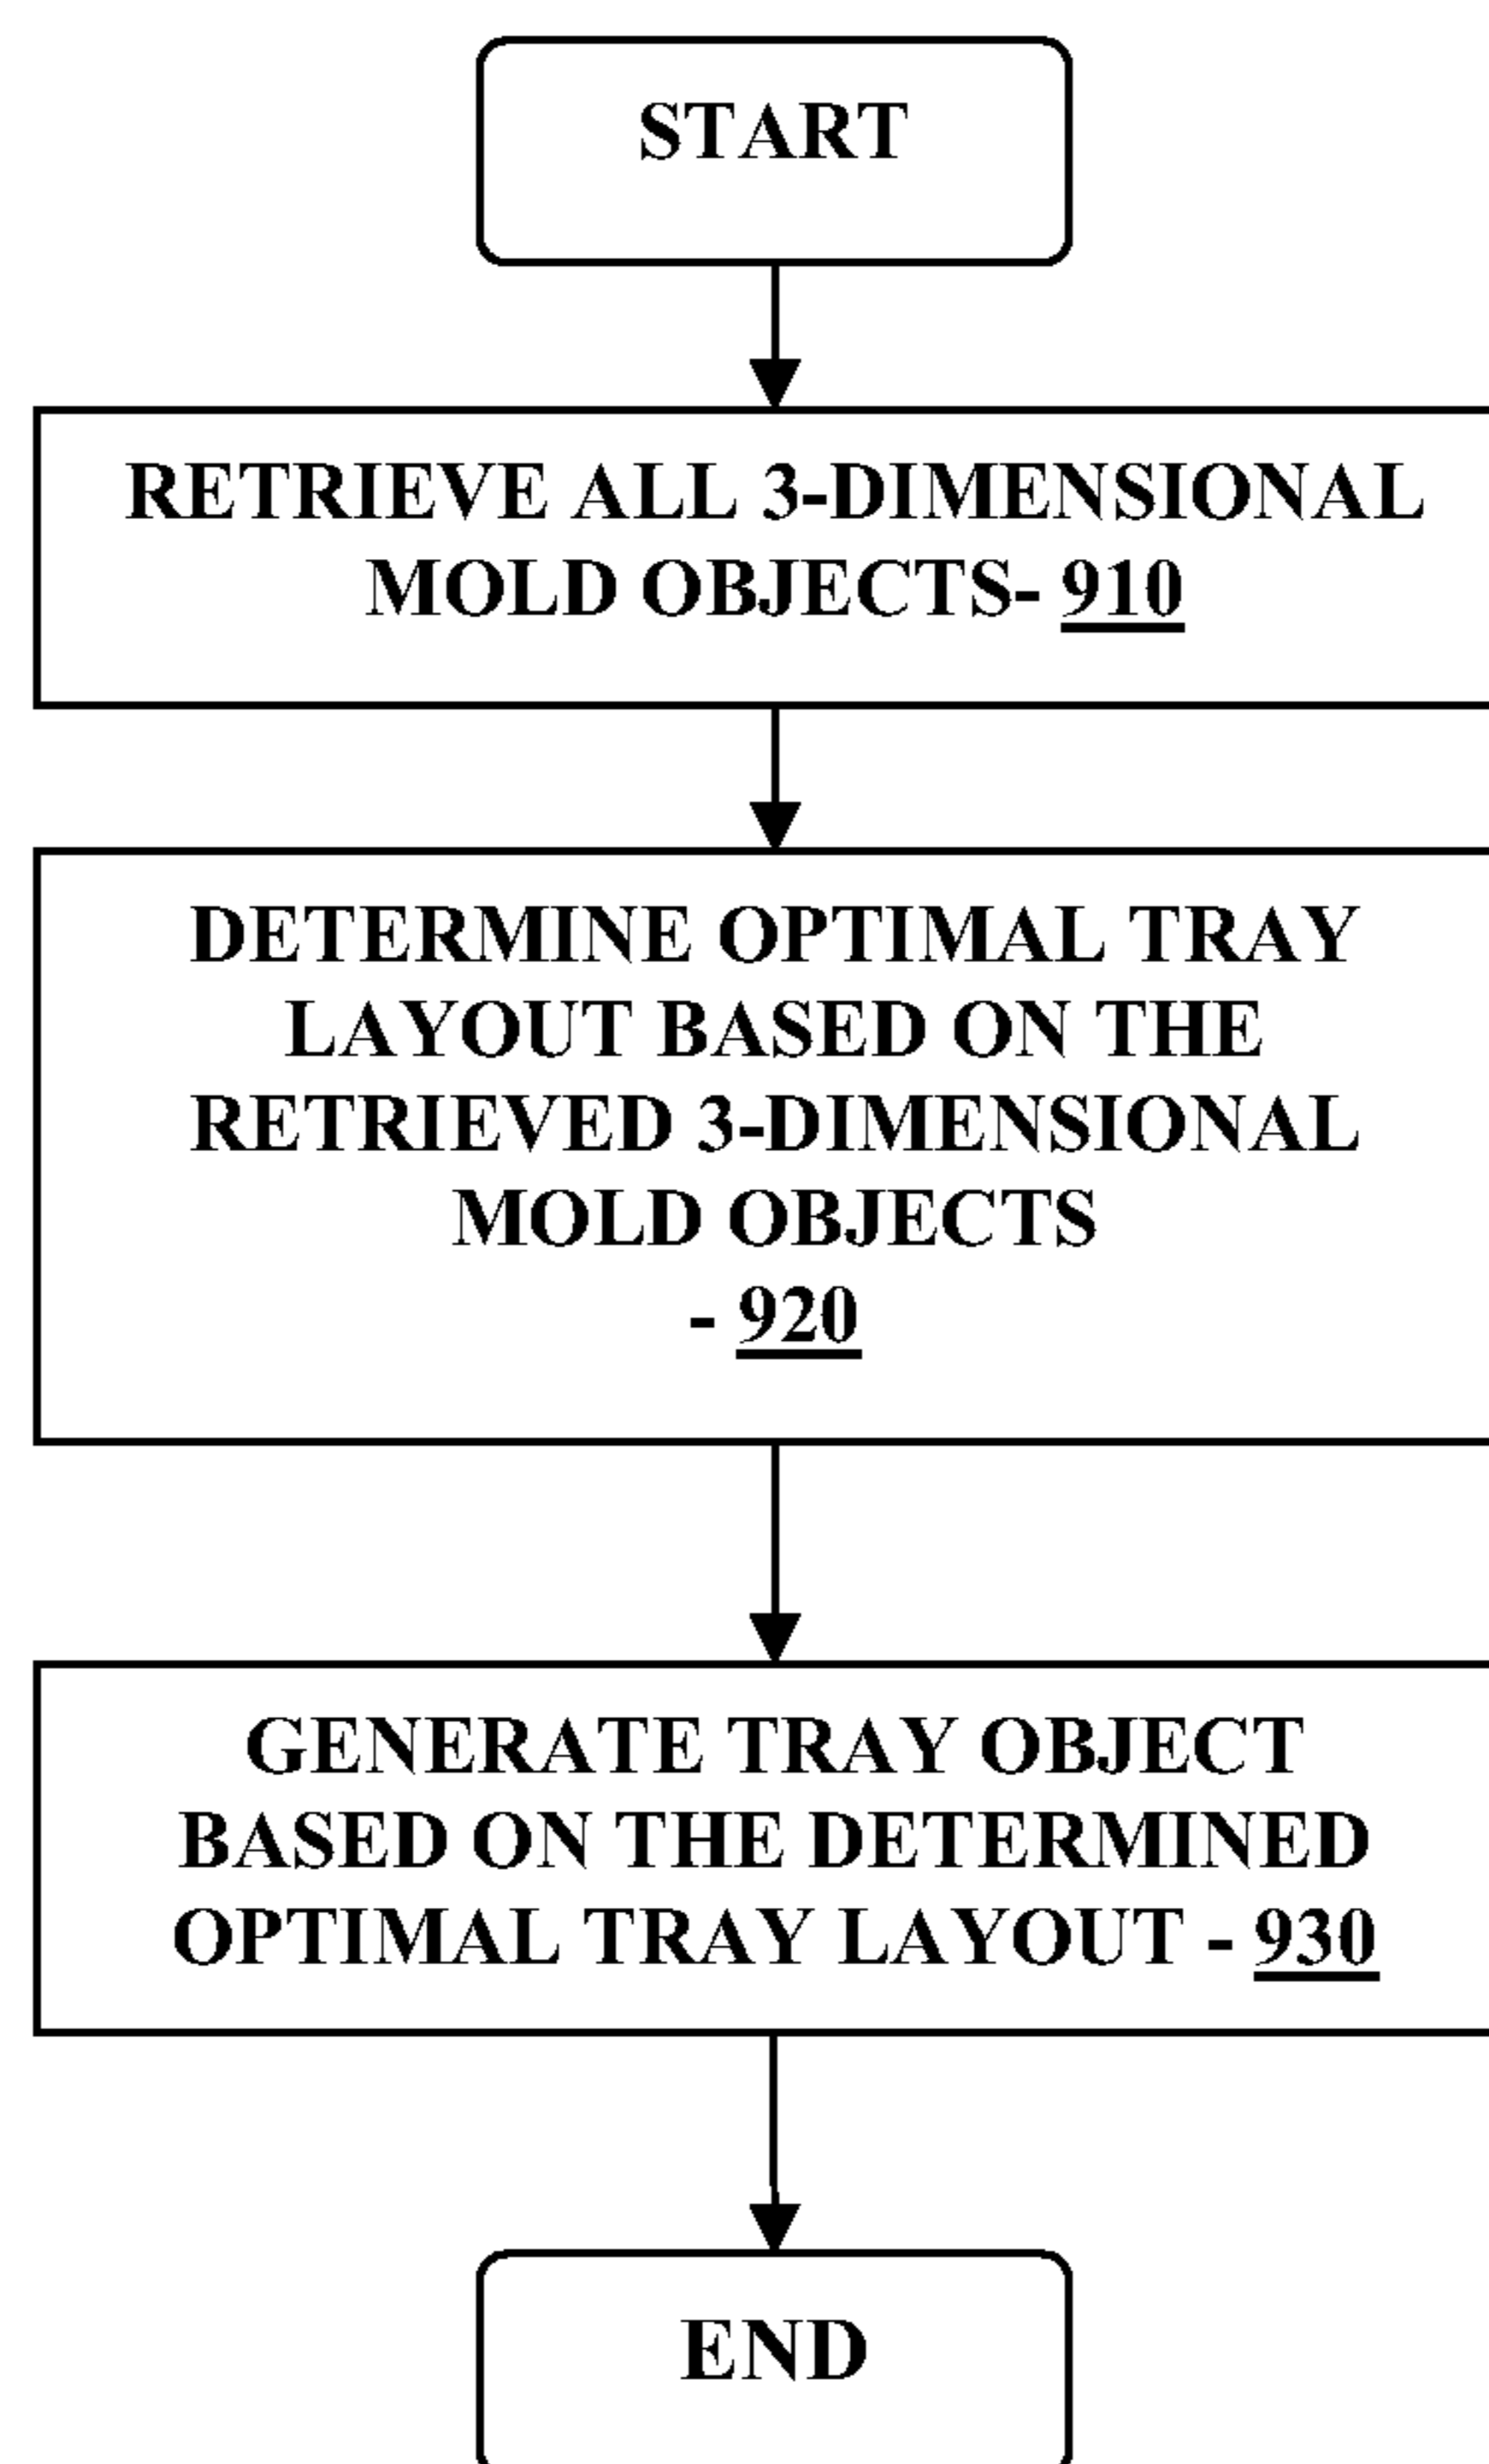 START
RETRIEVE ALL 3-DIMENSIONAL
MOLD OBJECTS- 910
DETERMINE OPTIMAL TRAY
LAYOUT BASED ON THE
RETRIEVED 3-DIMENSIONAL
MOLD OBJECTS
- 920
GENERATE TRAY OBJECT
BASED ON THE DETERMINED
OPTIMAL TRAY LAYOUT - 930
END